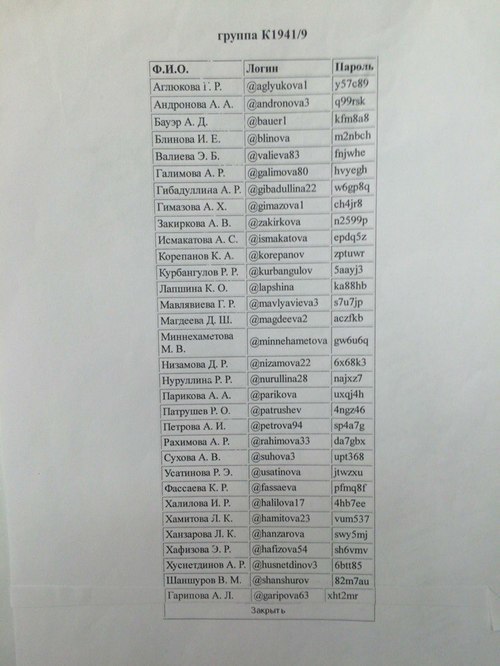 группа К1941/9
Ф.И.О. Логин Пароль
Аглюкова Г. Р. @aglyukova1 y57c89
Андронова А. А. @andronova3 q99rsk
Бауэр А. Д. @bauer1 kfm8a8
Блинова И. Е. @blinova m2nbch
Валиева Э. Б. @valieva83 fnjwhe
Галимова А. Р. @galimova80 hvyegh
Гибадуллина А. Р. @gibadullina22 w6gp8q
Гимазова А. Х. @gimazova1 ch4jr8
Закиркова А. В. @zakirkova n2599p
Исмакатова А. С. @ismakatova epdq5z
Корепанов К. А. @korepanov zptuwr
Курбангулов Р. Р. @kurbangulov 5aayj3
Лапшина К. О. @lapshina ka88hb
Мавлявиева Г. Р. @mavlyavieva3 s7u7jp
Магдеева Д. Ш. @magdeeva2 aczfkb
Миннехаметова
М. В. @minnehametova gw6u6q
Низамова Д. Р. @nizamova22 6x68k3
Нуруллина Р. Р. @nurullina28 najxz7
Парикова А. А. @parikova uxqj4h
Патрушев Р. О. @patrushev 4ngz46
Петрова А. И. @petrova94 sp4a7g
Рахимова А. Р. @rahimova33 da7gbx
Сухова А. В. @suhova3 upt368
Усатинова Р. Э. @usatinova jtwzxu
Фассаева К. Р. @fassaeva pfmq8f
Халилова И. Р. @halilova17 4hb7ee
Хамитова Л. К. @hamitova23 vum537
Ханзарова Л. К. @hanzarova swy5mj
Хафизова Э. Р. @hafizova54 sh6vmv
Хуснетдинов А. Р. @husnetdinov3 6btt85
Шаншуров В. М. @shanshurov 82m7au
Гарипова А. Л. @garipova63 xht2mr
Закрыть